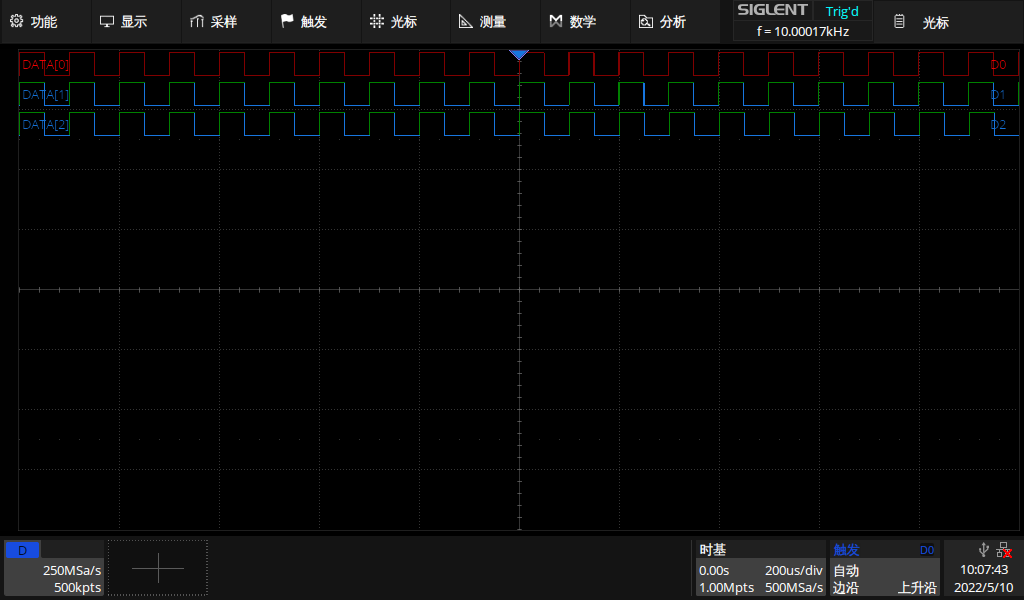 功能 显示 采样 触发 光标 测量 数学 分析 SIGLENT Trig'd 光标
f = 10.00017kHz
DATA[0] D0
DATA[1] D1
DATA[2] D2
D 时基 触发 D0
250MSa/s 0.00s 200us/div 自动 10:07:43
500kpts 1.00Mpts 500MSa/s 边沿 上升沿 2022/5/10